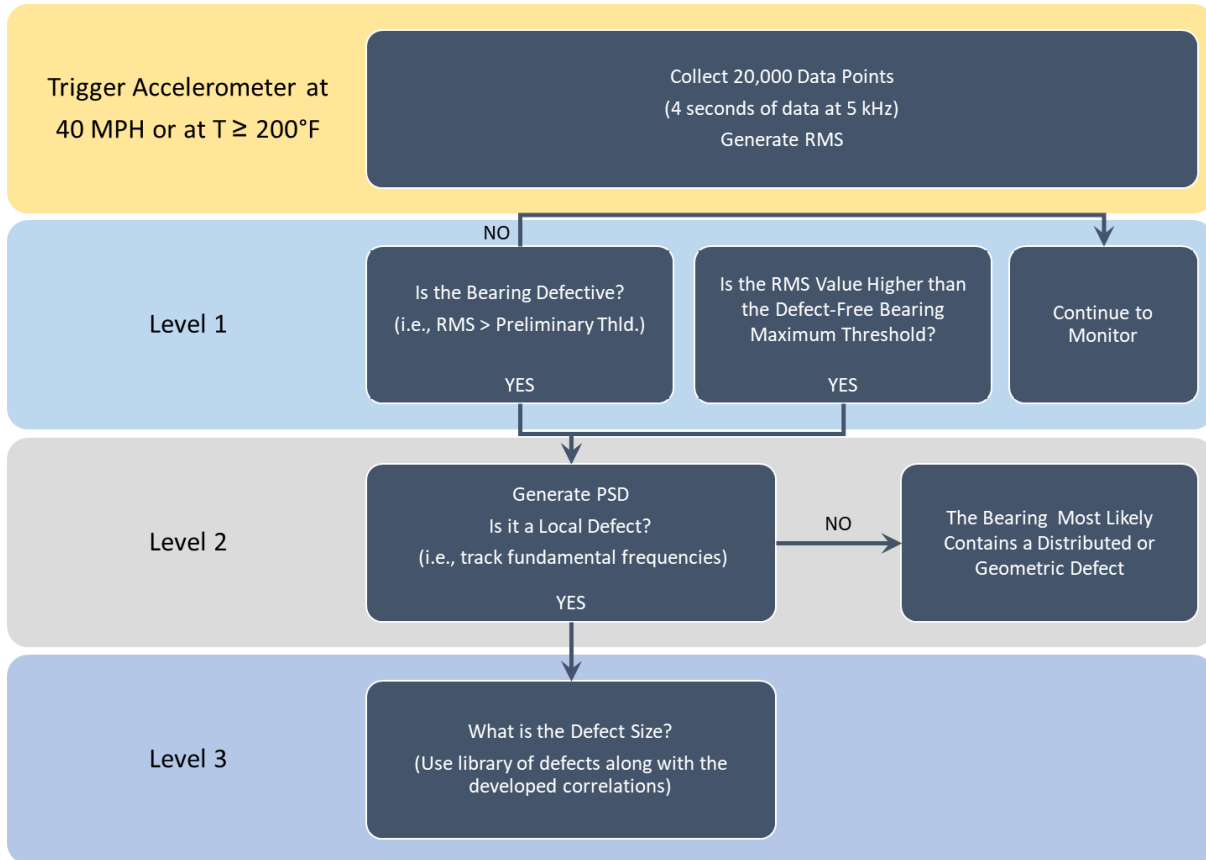 Trigger Accelerometer at
40 MPH or at T ≥ 200°F
Collect 20,000 Data Points
(4 seconds of data at 5 kHz)
Generate RMS
Level 1
NO
Is the Bearing Defective?
(i.e., RMS > Preliminary Thld.)
YES
Is the RMS Value Higher than
the Defect-Free Bearing
Maximum Threshold?
YES
Continue to
Monitor
Level 2
Generate PSD
Is it a Local Defect?
(i.e., track fundamental frequencies)
YES
NO
The Bearing Most Likely
Contains a Distributed or
Geometric Defect
Level 3
What is the Defect Size?
(Use library of defects along with the
developed correlations)